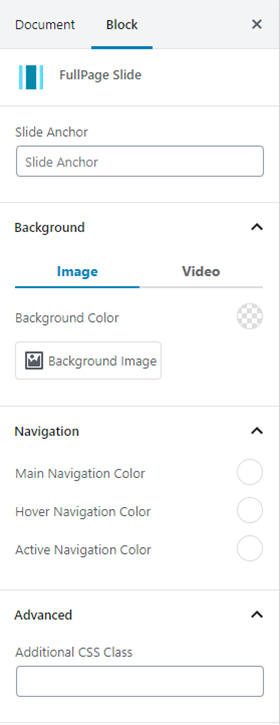 Document Block
FullPage Slide
Slide Anchor
Slide Anchor
Background
Image Video
Background Color
Background Image
Navigation
Main Navigation Color
Hover Navigation Color
Active Navigation Color
Advanced
Additional CSS Class